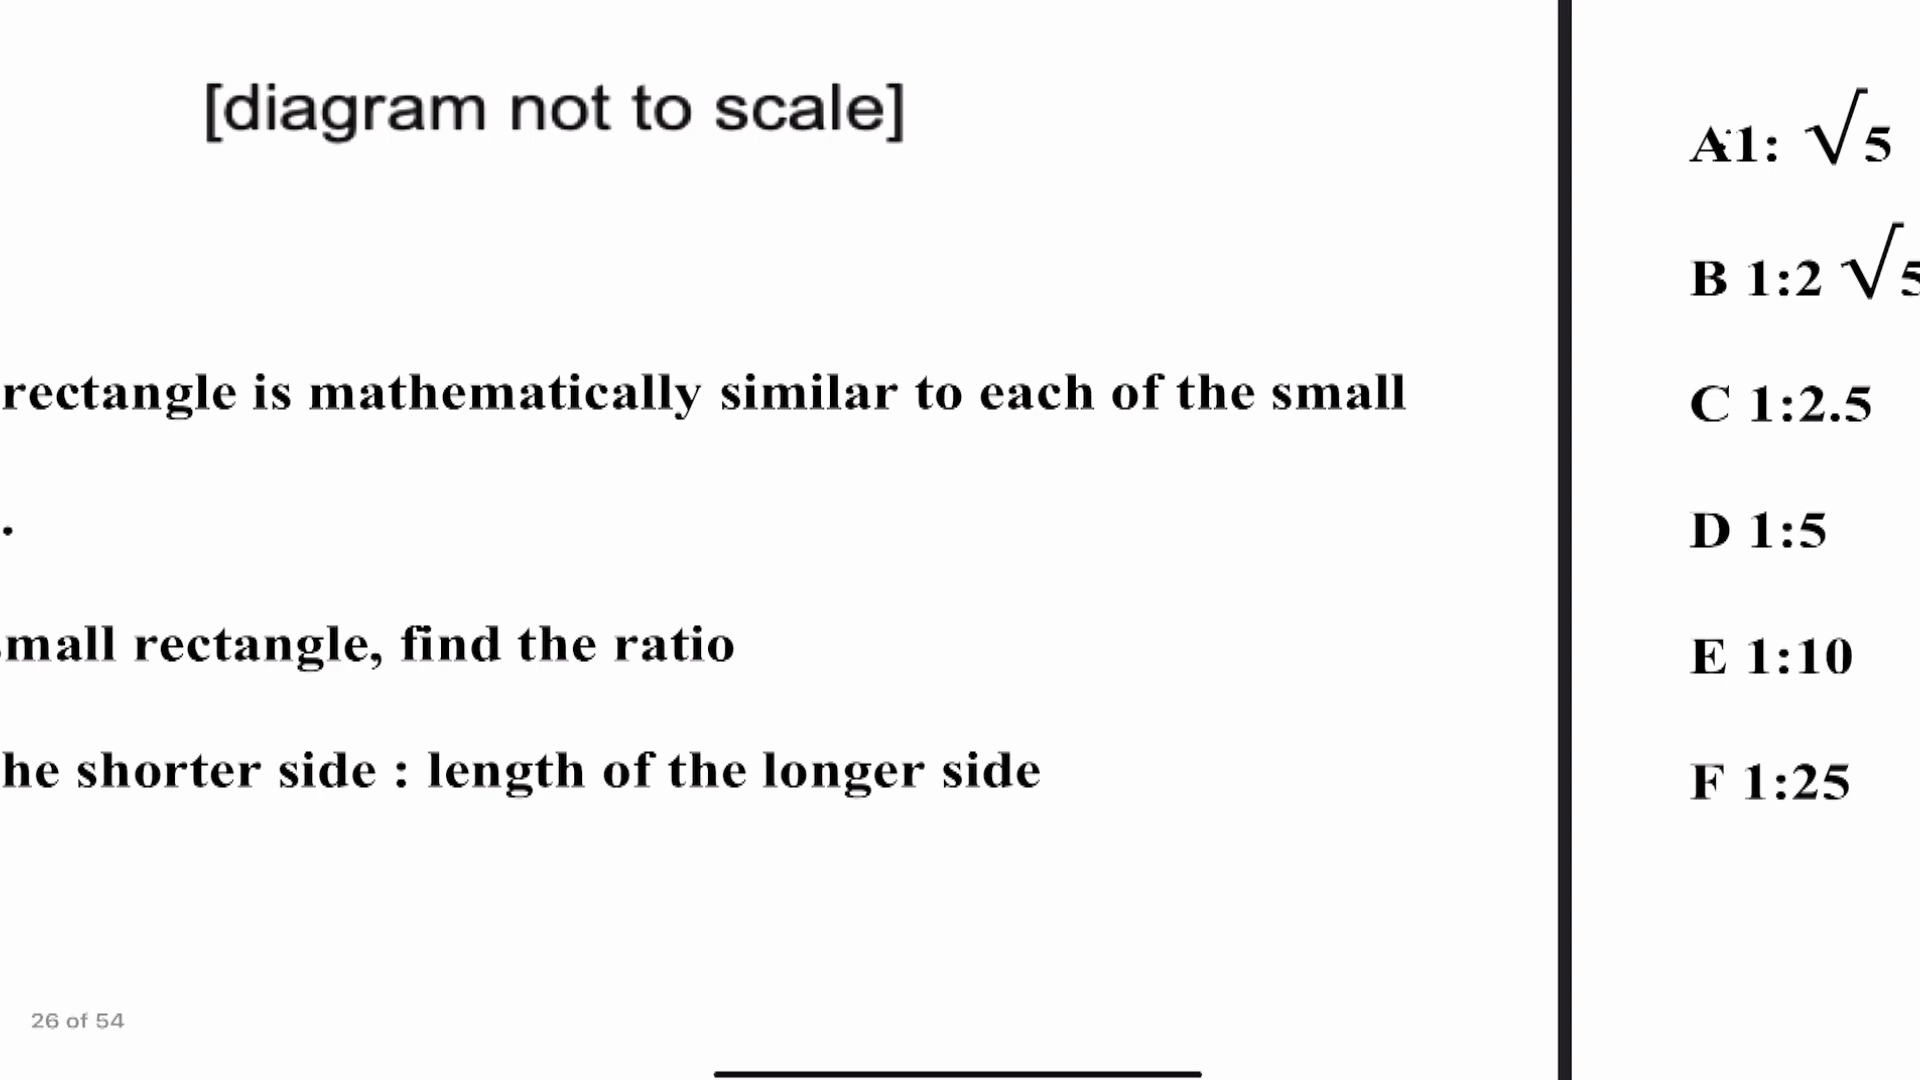 [diagram not to scale]
rectangle is mathematically similar to each of the small
.
mall rectangle, find the ratio
he shorter side : length of the longer side
26 of 54
A1: √5
B 1:2 √5
C 1:2.5
D 1:5
E 1:10
F 1:25